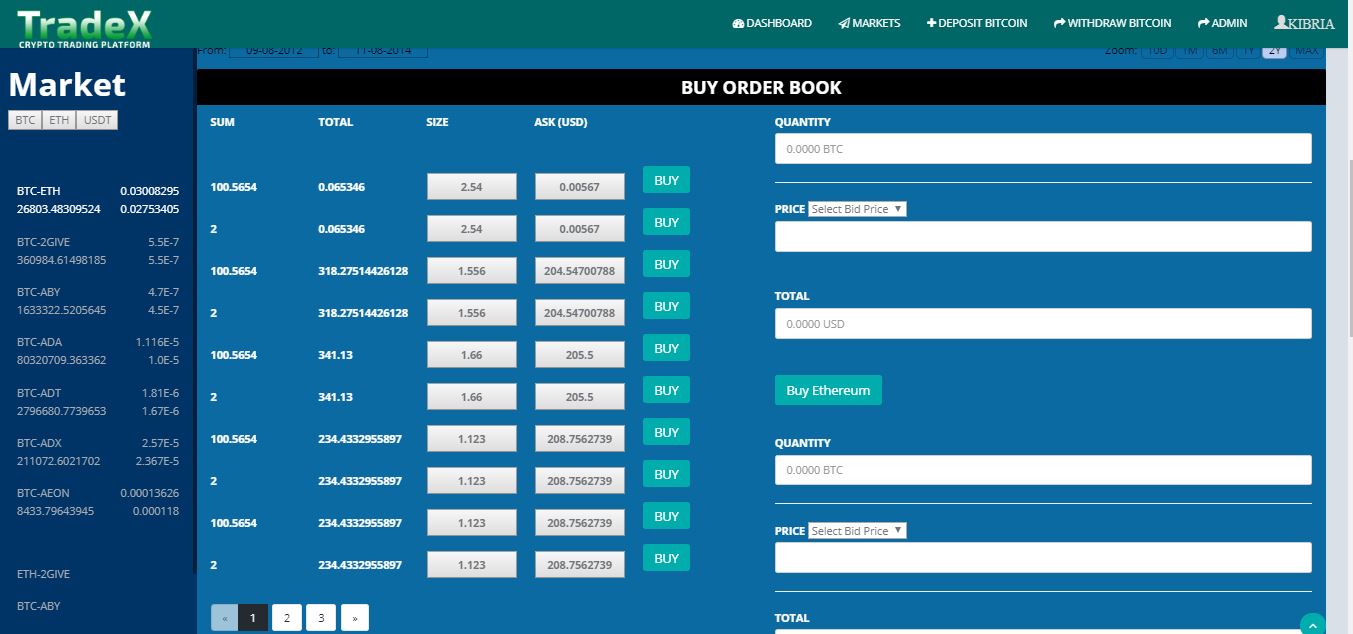 TradeX
CRYPTO TRADING PLATFORM
DASHBOARD MARKETS DEPOSIT BITCOIN WITHDRAW BITCOIN ADMIN KIBRIA
From: 09-08-2012 to: 11-08-2014 Zoom: 10D 1M 6M 1Y 2Y MAX
Market
BTC ETH USDT
BTC-ETH 0.03008295
26803.48309524 0.02753405
BTC-2GIVE 5.5E-7
360984.61498185 5.5E-7
BTC-ABY 4.7E-7
1633322.5205645 4.5E-7
BTC-ADA 1.116E-5
80320709.363362 1.0E-5
BTC-ADT 1.81E-6
2796680.7739653 1.67E-6
BTC-ADX 2.57E-5
211072.6021702 2.367E-5
BTC-AEON 0.00013626
8433.79643945 0.000118
ETH-2GIVE
BTC-ABY
BUY ORDER BOOK
SUM TOTAL SIZE ASK (USD)
100.5654 0.065346 2.54 0.00567 BUY
2 0.065346 2.54 0.00567 BUY
100.5654 318.27514426128 1.556 204.54700788 BUY
2 318.27514426128 1.556 204.54700788 BUY
100.5654 341.13 1.66 205.5 BUY
2 341.13 1.66 205.5 BUY
100.5654 234.4332955897 1.123 208.7562739 BUY
2 234.4332955897 1.123 208.7562739 BUY
100.5654 234.4332955897 1.123 208.7562739 BUY
2 234.4332955897 1.123 208.7562739 BUY
« 1 2 3 »
QUANTITY
0.0000 BTC
PRICE Select Bid Price
TOTAL
0.0000 USD
Buy Ethereum
QUANTITY
0.0000 BTC
PRICE Select Bid Price
TOTAL